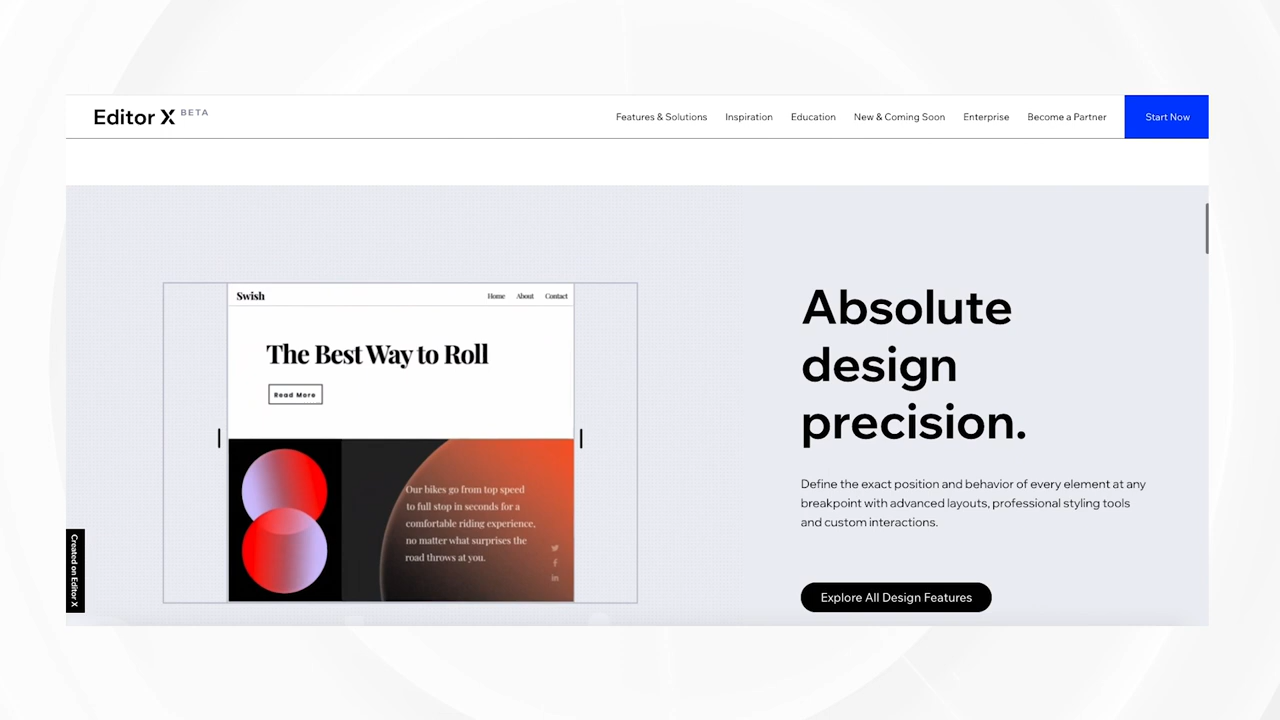 Editor X BETA
Features & Solutions Inspiration Education New & Coming Soon Enterprise Become a Partner Start Now
Swish Home About Contact
The Best Way to Roll
Read More
Our bikes go from top speed
to full stop in seconds for a
comfortable riding experience,
no matter what surprises the
road throws at you.
Absolute
design
precision.
Define the exact position and behavior of every element at any
breakpoint with advanced layouts, professional styling tools
and custom interactions.
Explore All Design Features
Created on Editor X